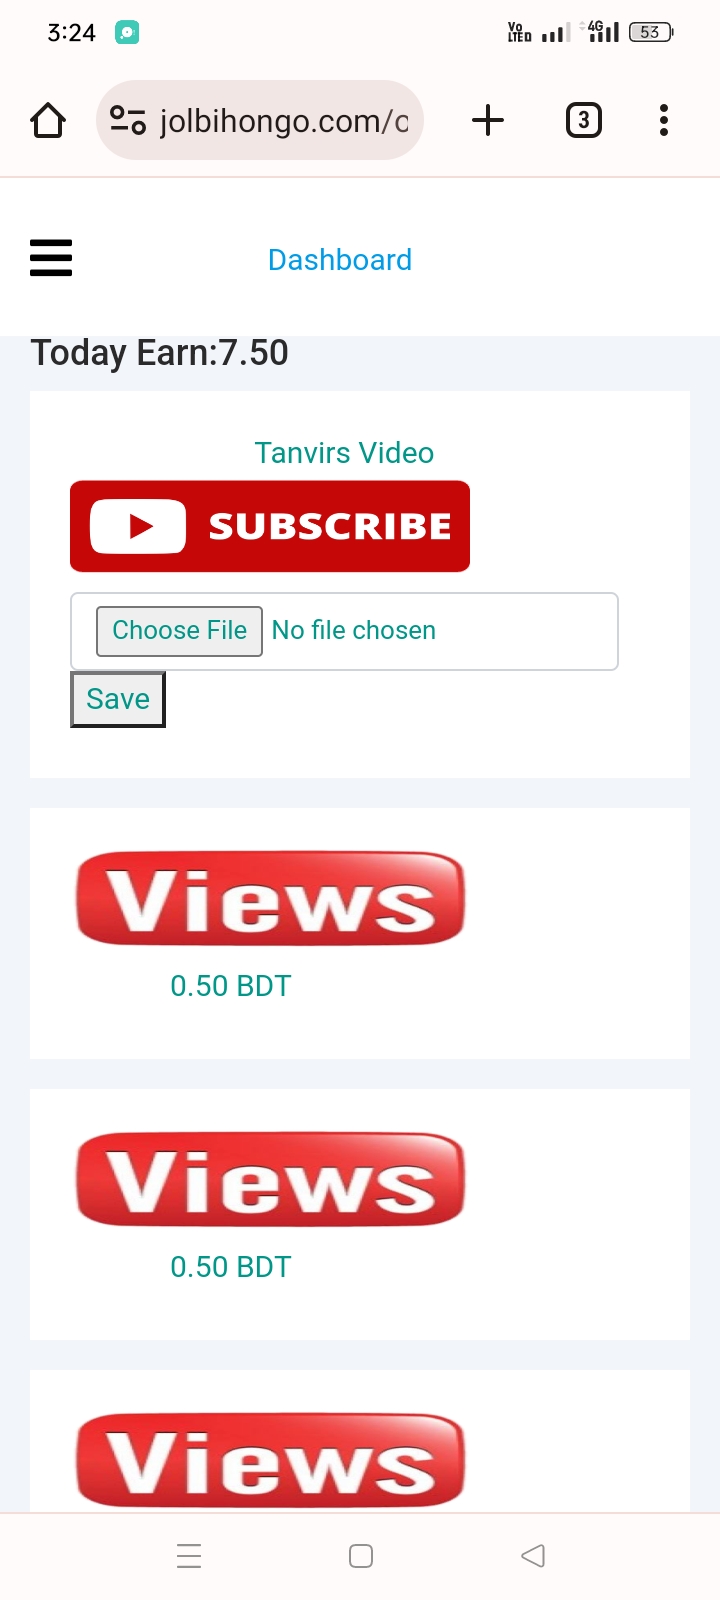 3:24
Vo
LTE D
4G
53
jolbihongo.com/
3
Dashboard
Today Earn:7.50
Tanvirs Video
SUBSCRIBE
Choose File No file chosen
Save
Views
0.50 BDT
Views
0.50 BDT
Views